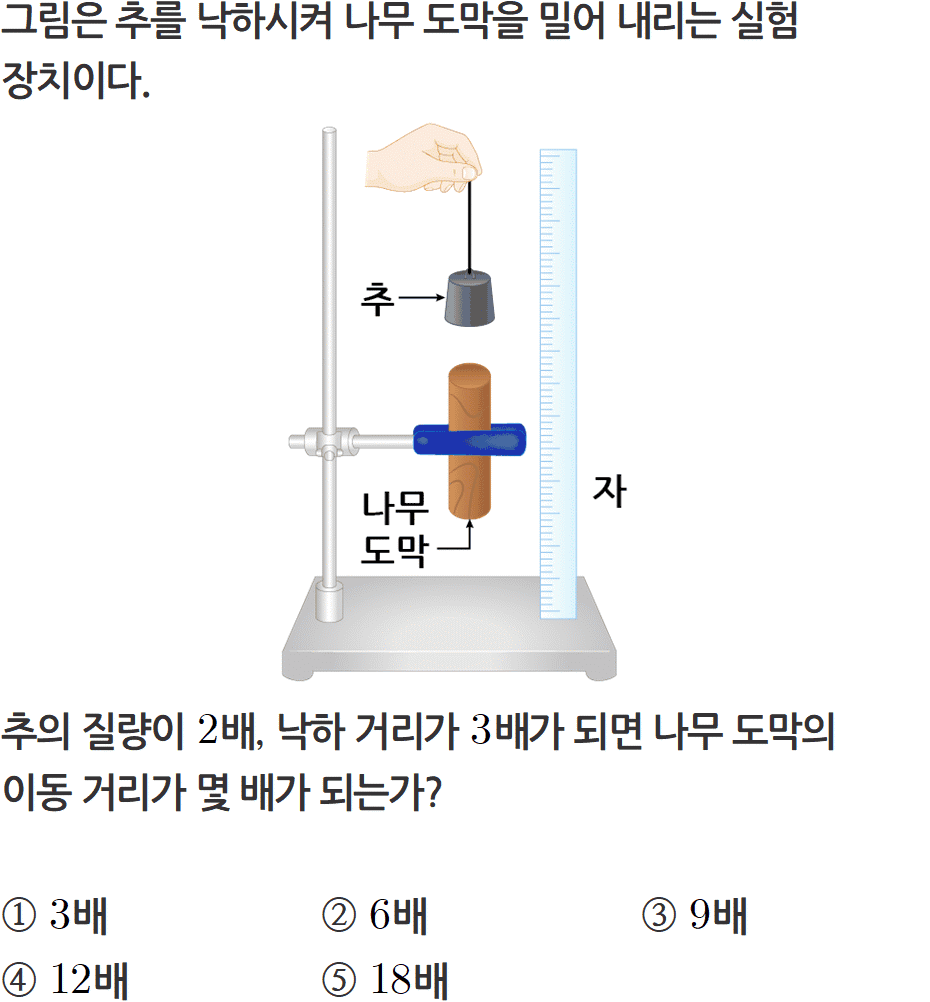 그림은 추를 낙하시켜 나무 도막을 밀어 내리는 실험
장치이다.
추
자
나무
도막
추의 질량이 2배, 낙하 거리가 3배가 되면 나무 도막의
이동 거리가 몇 배가 되는가?
① 3배 ② 6배 ③ 9배
④ 12배 ⑤ 18배